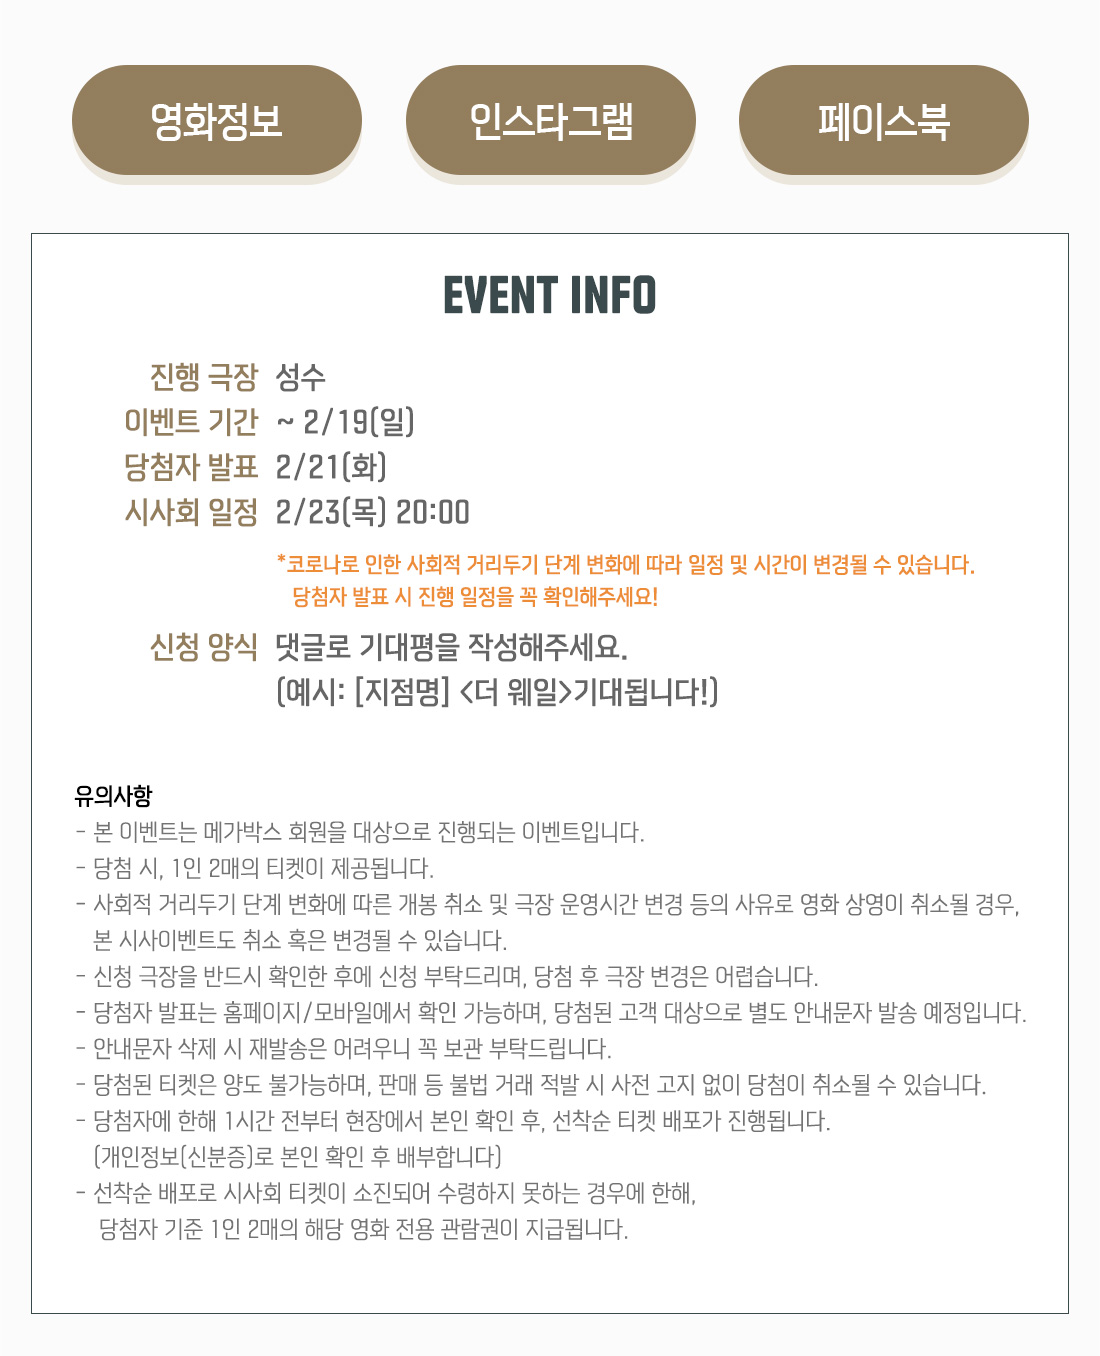 영화정보
인스타그램
페이스북
EVENT INFO
진행 극장 성수
이벤트 기간 ~ 2/19(일)
당첨자 발표 2/21(화)
시사회 일정 2/23(목) 20:00
*코로나로 인한 사회적 거리두기 단계 변화에 따라 일정 및 시간이 변경될 수 있습니다.
당첨자 발표 시 진행 일정을 꼭 확인해주세요!
신청 양식 댓글로 기대평을 작성해주세요.
(예시: [지점명] <더 웨일>기대됩니다!)
유의사항
- 본 이벤트는 메가박스 회원을 대상으로 진행되는 이벤트입니다.
- 당첨 시, 1인 2매의 티켓이 제공됩니다.
- 사회적 거리두기 단계 변화에 따른 개봉 취소 및 극장 운영시간 변경 등의 사유로 영화 상영이 취소될 경우,
본 시사이벤트도 취소 혹은 변경될 수 있습니다.
- 신청 극장을 반드시 확인한 후에 신청 부탁드리며, 당첨 후 극장 변경은 어렵습니다.
- 당첨자 발표는 홈페이지/모바일에서 확인 가능하며, 당첨된 고객 대상으로 별도 안내문자 발송 예정입니다.
- 안내문자 삭제 시 재발송은 어려우니 꼭 보관 부탁드립니다.
- 당첨된 티켓은 양도 불가능하며, 판매 등 불법 거래 적발 시 사전 고지 없이 당첨이 취소될 수 있습니다.
- 당첨자에 한해 1시간 전부터 현장에서 본인 확인 후, 선착순 티켓 배포가 진행됩니다.
(개인정보(신분증)로 본인 확인 후 배부합니다)
- 선착순 배포로 시사회 티켓이 소진되어 수령하지 못하는 경우에 한해,
당첨자 기준 1인 2매의 해당 영화 전용 관람권이 지급됩니다.